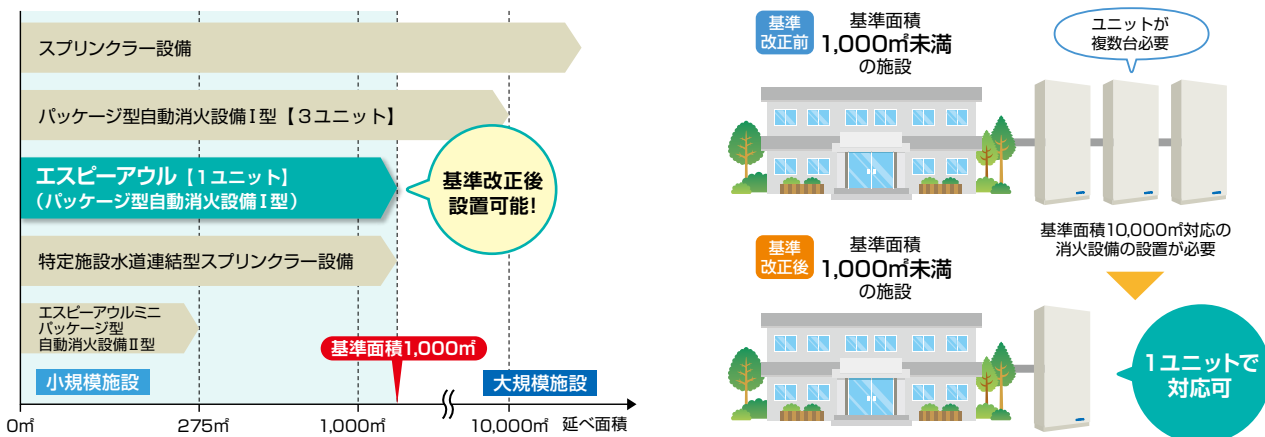 スプリンクラー設備
パッケージ型自動消火設備Ⅰ型【３ユニット】
エスピーアウル【１ユニット】
（パッケージ型自動消火設備Ⅰ型）
基準改正後
設置可能！
特定施設水道連結型スプリンクラー設備
エスピーアウルミニ
パッケージ型
自動消火設備Ⅱ型
基準面積1,000㎡
小規模施設
大規模施設
0㎡
275㎡
1,000㎡
10,000㎡
延べ面積
基準
改正前
基準面積
1,000㎡未満
の施設
ユニットが
複数台必要
基準面積10,000㎡対応の
消火設備の設置が必要
基準
改正後
基準面積
1,000㎡未満
の施設
1ユニットで
対応可